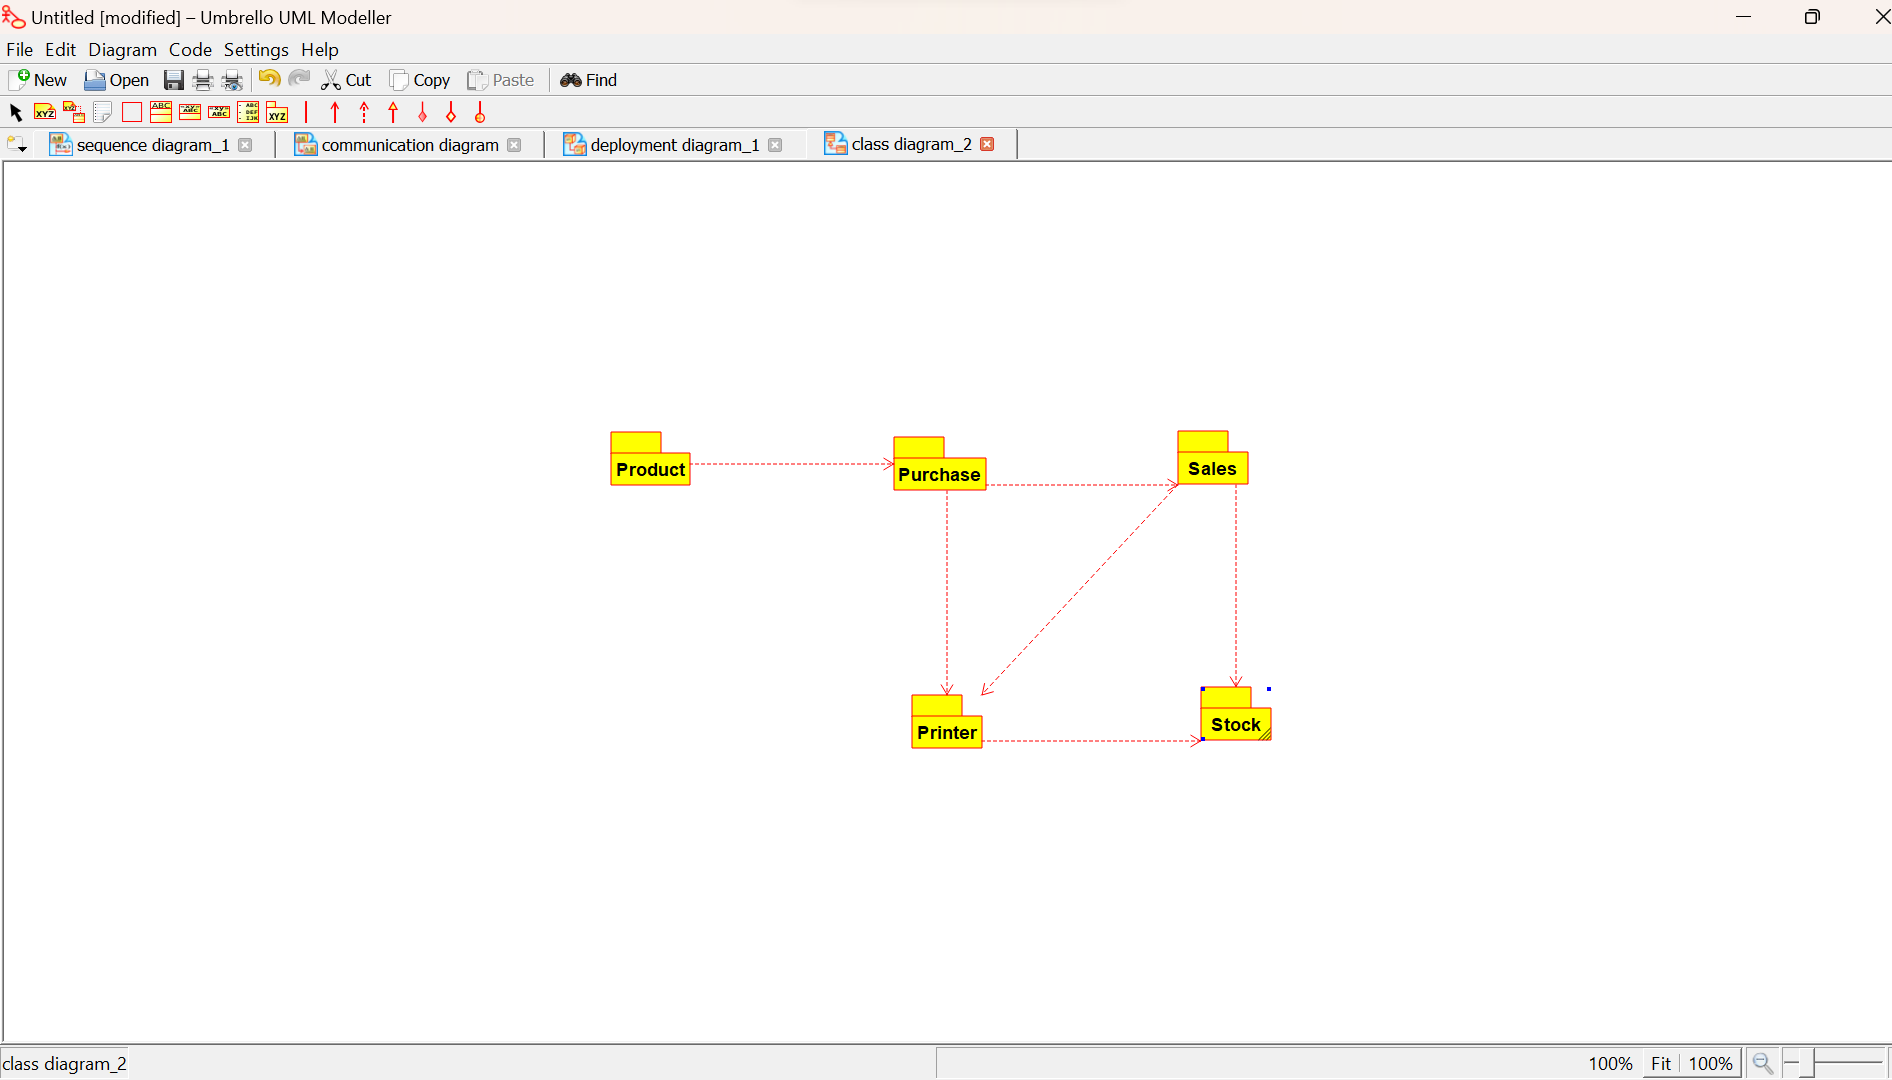 Untitled [modified] – Umbrello UML Modeller
File Edit Diagram Code Settings Help
New Open Cut Copy Paste Find
sequence diagram_1 communication diagram deployment diagram_1 class diagram_2
Product Purchase Sales
Printer Stock
class diagram_2 100% Fit 100%